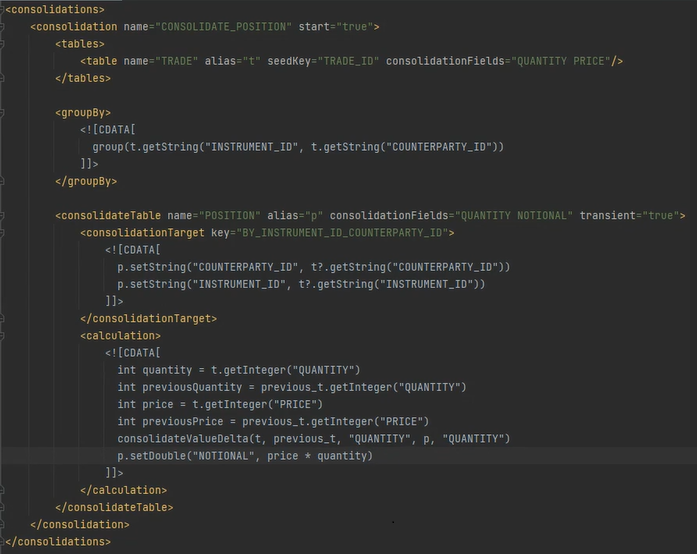 <consolidations>
<consolidation name="CONSOLIDATE_POSITION" start="true">
<tables>
<table name="TRADE" alias="t" seedKey="TRADE_ID" consolidationFields="QUANTITY PRICE"/>
</tables>
<groupBy>
<![CDATA[
group(t.getString("INSTRUMENT_ID", t.getString("COUNTERPARTY_ID"))
]]>
</groupBy>
<consolidateTable name="POSITION" alias="p" consolidationFields="QUANTITY NOTIONAL" transient="true">
<consolidationTarget key="BY_INSTRUMENT_ID_COUNTERPARTY_ID">
<![CDATA[
p.setString("COUNTERPARTY_ID", t?.getString("COUNTERPARTY_ID"))
p.setString("INSTRUMENT_ID", t?.getString("INSTRUMENT_ID"))
]]>
</consolidationTarget>
<calculation>
<![CDATA[
int quantity = t.getInteger("QUANTITY")
int previousQuantity = previous_t.getInteger("QUANTITY")
int price = t.getInteger("PRICE")
int previousPrice = previous_t.getInteger("PRICE")
consolidateValueDelta(t, previous_t, "QUANTITY", p, "QUANTITY")
p.setDouble("NOTIONAL", price * quantity)
]]>
</calculation>
</consolidateTable>
</consolidation>
</consolidations>